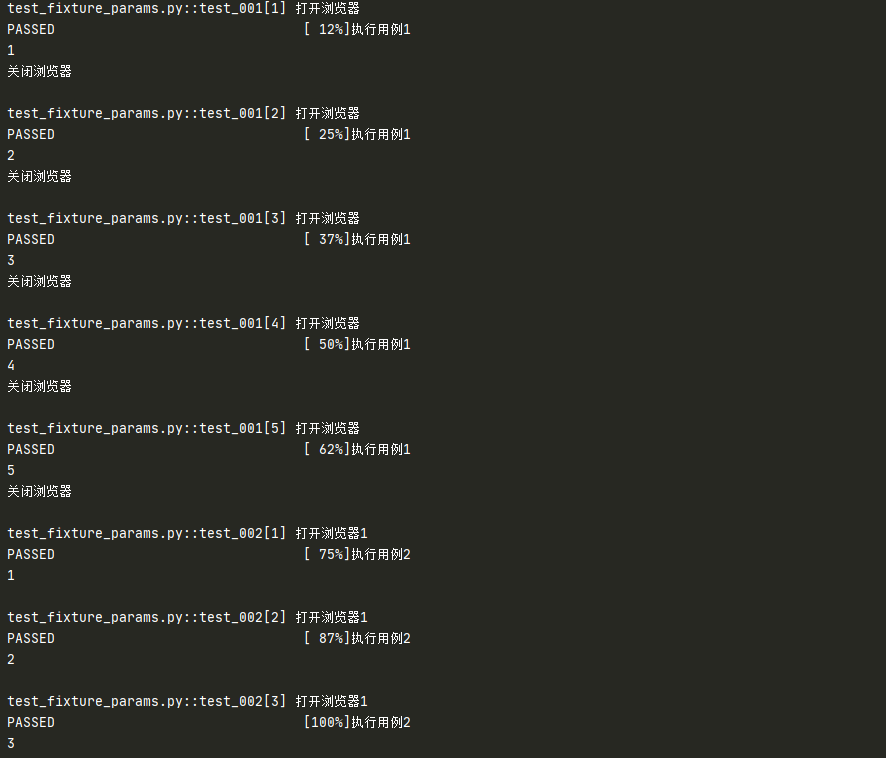 test_fixture_params.py::test_001[1] 打开浏览器
PASSED [ 12%]执行用例1
1
关闭浏览器
test_fixture_params.py::test_001[2] 打开浏览器
PASSED [ 25%]执行用例1
2
关闭浏览器
test_fixture_params.py::test_001[3] 打开浏览器
PASSED [ 37%]执行用例1
3
关闭浏览器
test_fixture_params.py::test_001[4] 打开浏览器
PASSED [ 50%]执行用例1
4
关闭浏览器
test_fixture_params.py::test_001[5] 打开浏览器
PASSED [ 62%]执行用例1
5
关闭浏览器
test_fixture_params.py::test_002[1] 打开浏览器1
PASSED [ 75%]执行用例2
1
test_fixture_params.py::test_002[2] 打开浏览器1
PASSED [ 87%]执行用例2
2
test_fixture_params.py::test_002[3] 打开浏览器1
PASSED [100%]执行用例2
3